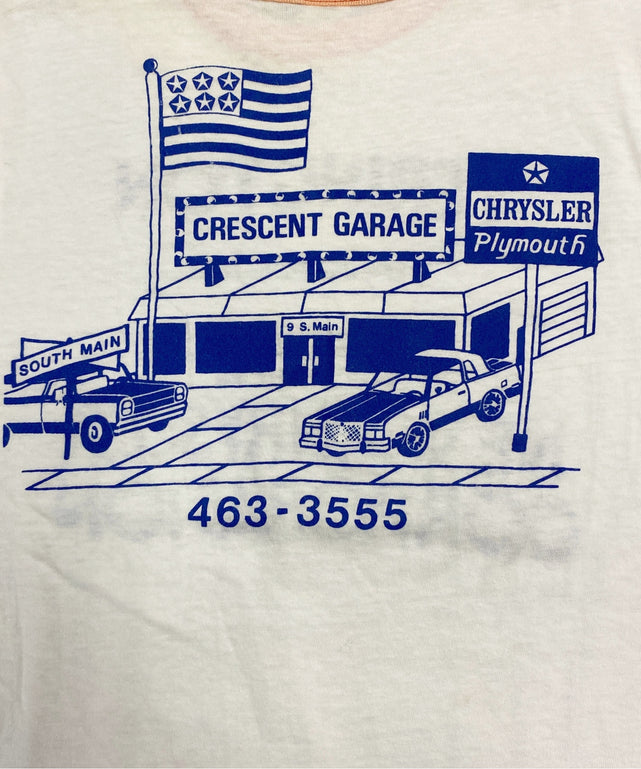 CRESCENT GARAGE
CHRYSLER
Plymouth
9 S. Main
SOUTH MAIN
463-3555